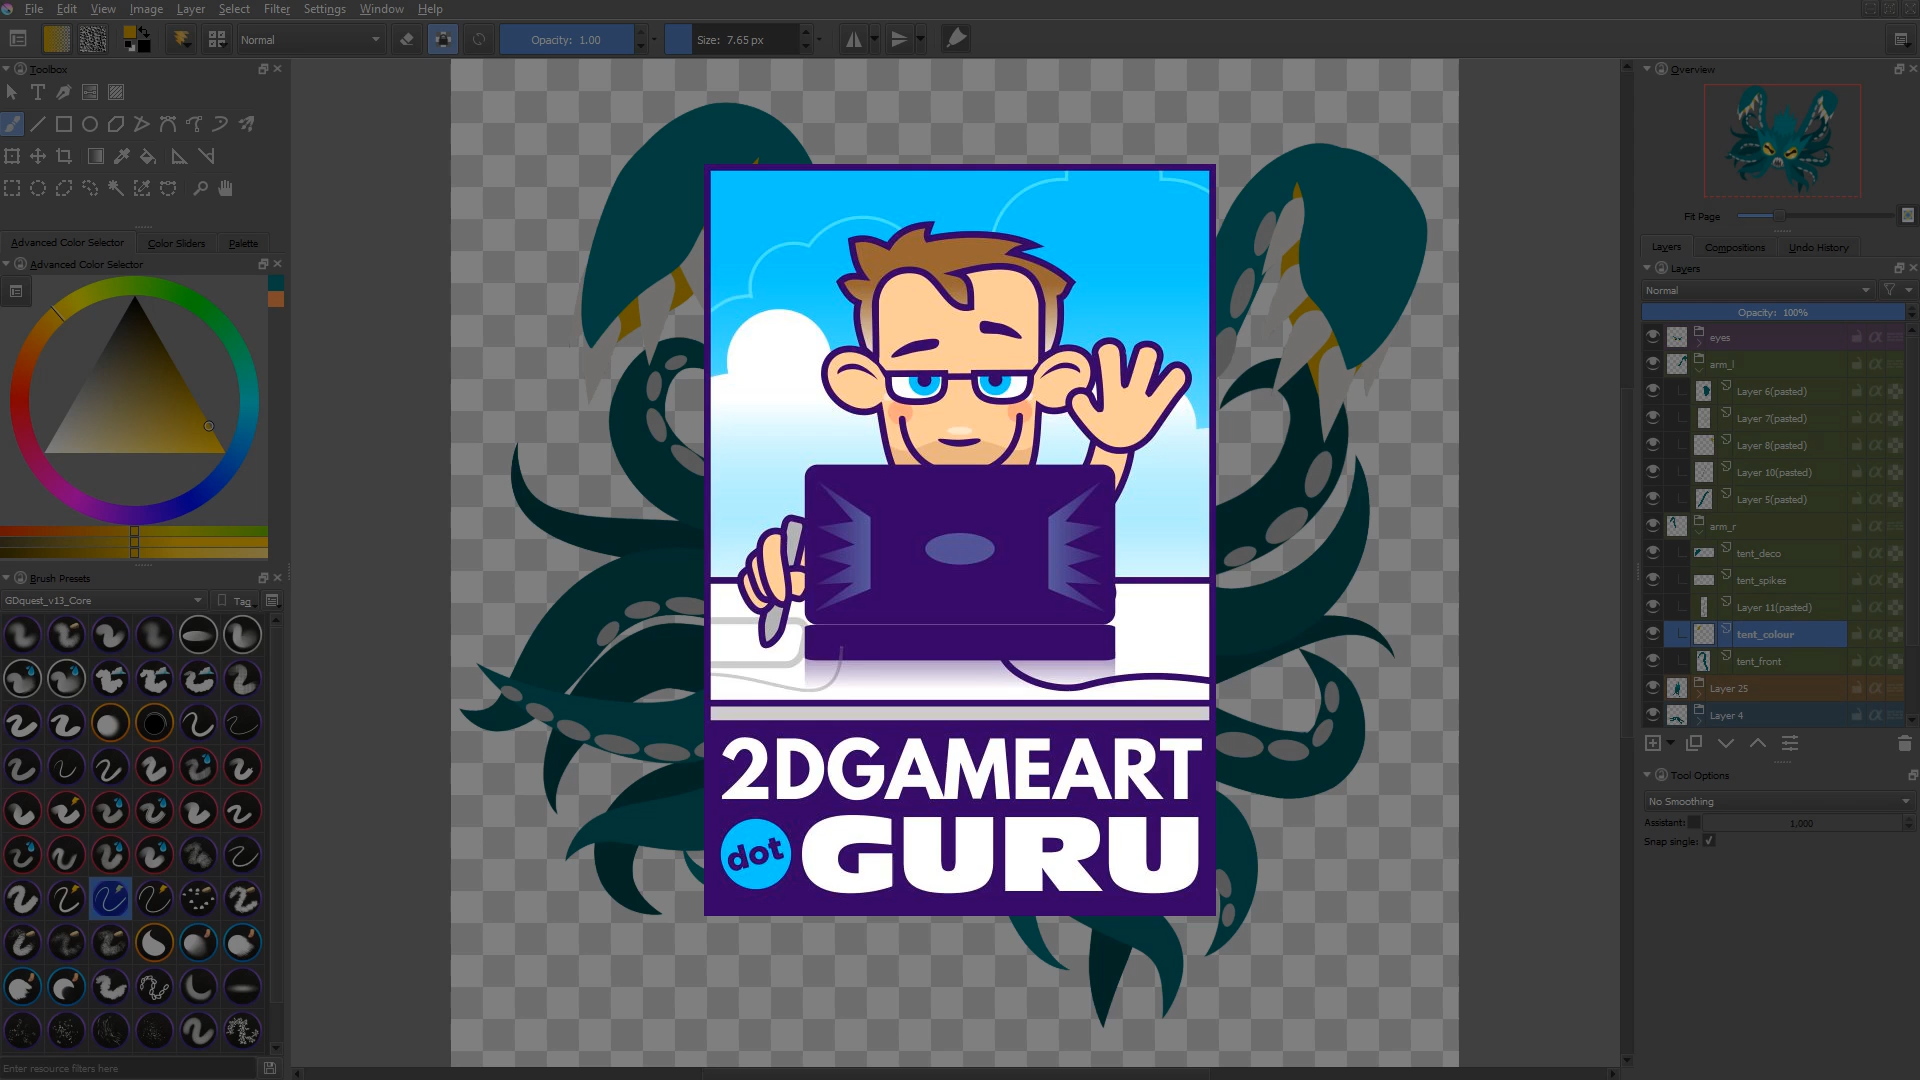 File Edit View Image Layer Select Filter Settings Window Help
Normal
Opacity: 1.00
Size: 7.65 px
Toolbox
Advanced Color Selector
Color Sliders
Palette
Advanced Color Selector
Brush Presets
GDquest_v13_Core
Tag
Enter resource filters here
2DGAMEART
dot GURU
Overview
Fit Page
Layers
Compositions
Undo History
Layers
Normal
Opacity: 100%
eyes
arm_l
Layer 6(pasted)
Layer 7(pasted)
Layer 8(pasted)
Layer 10(pasted)
Layer 5(pasted)
arm_r
tent_deco
tent_spikes
Layer 11(pasted)
tent_colour
tent_front
Layer 25
Layer 4
Tool Options
No Smoothing
Assistant:
1.000
Snap single: